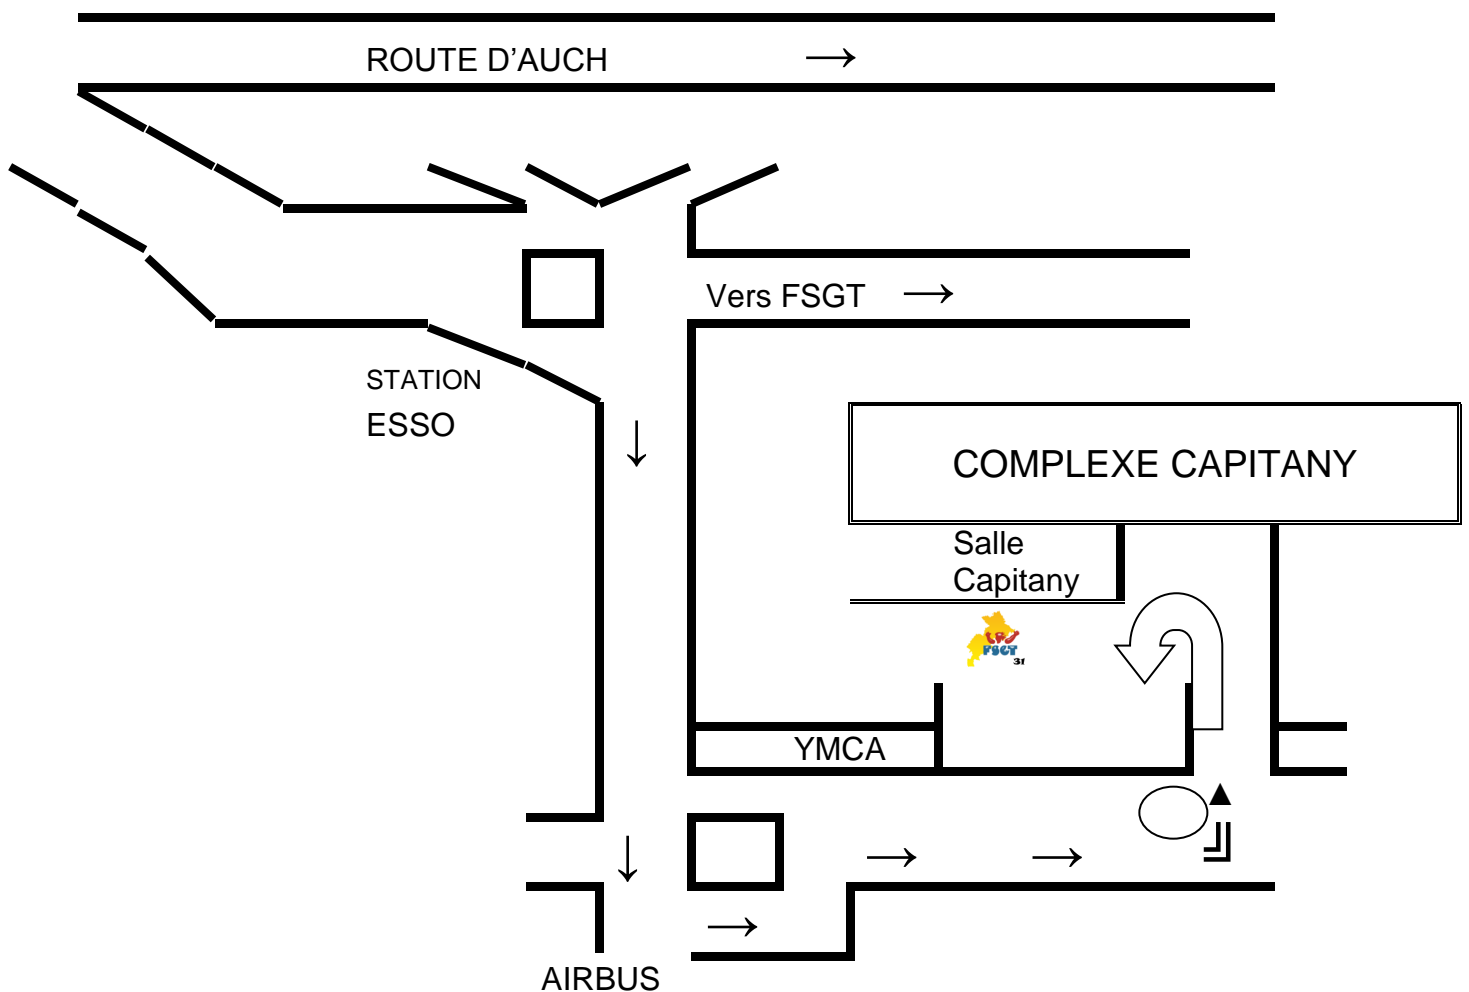 ROUTE D’AUCH →
Vers FSGT →
STATION
ESSO
COMPLEXE CAPITANY
Salle
Capitany
FSGT
31
YMCA
AIRBUS